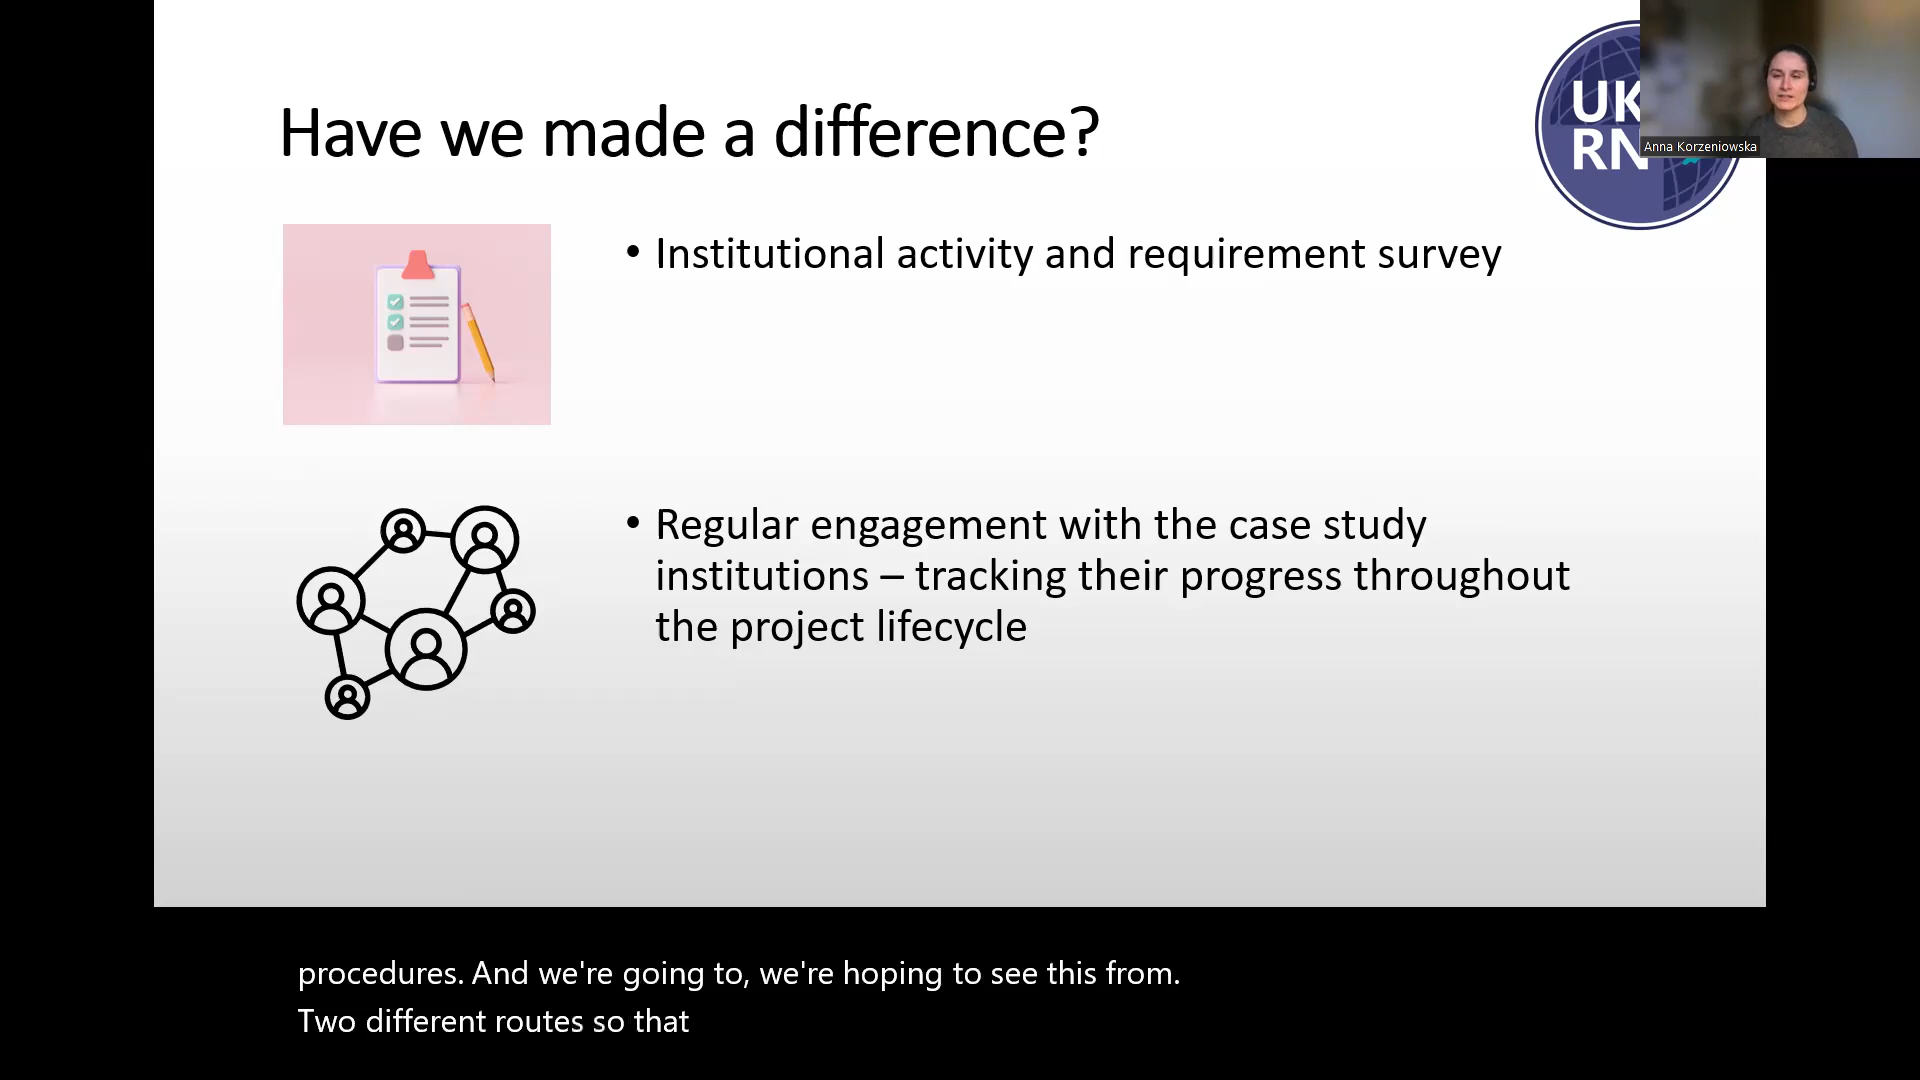 Have we made a difference?
UK
RN
Anna Korzeniowska
• Institutional activity and requirement survey
• Regular engagement with the case study
institutions – tracking their progress throughout
the project lifecycle
procedures. And we're going to, we're hoping to see this from.
Two different routes so that